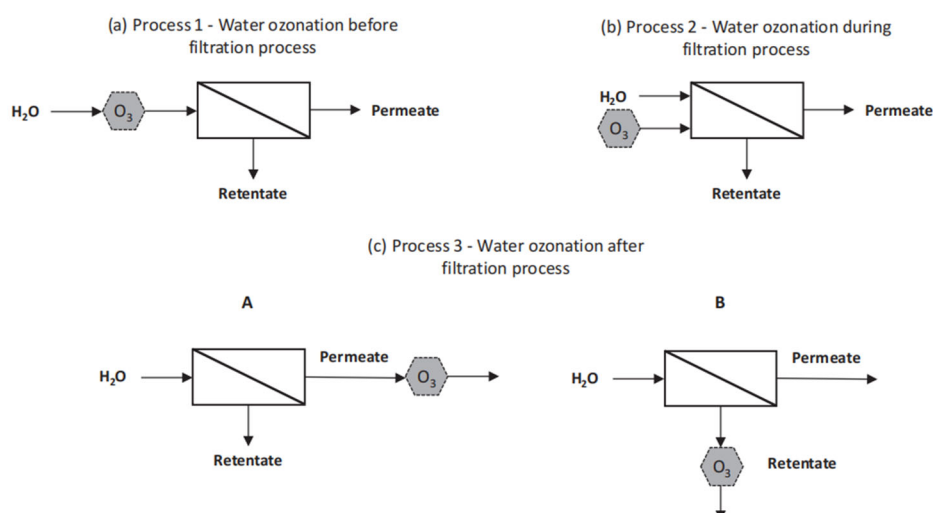 (a) Process 1 - Water ozonation before
filtration process
H₂O
O₃
Permeate
Retentate
(b) Process 2 - Water ozonation during
filtration process
H₂O
O₃
Permeate
Retentate
(c) Process 3 - Water ozonation after
filtration process
A
H₂O
Permeate
O₃
Retentate
B
H₂O
Permeate
O₃
Retentate